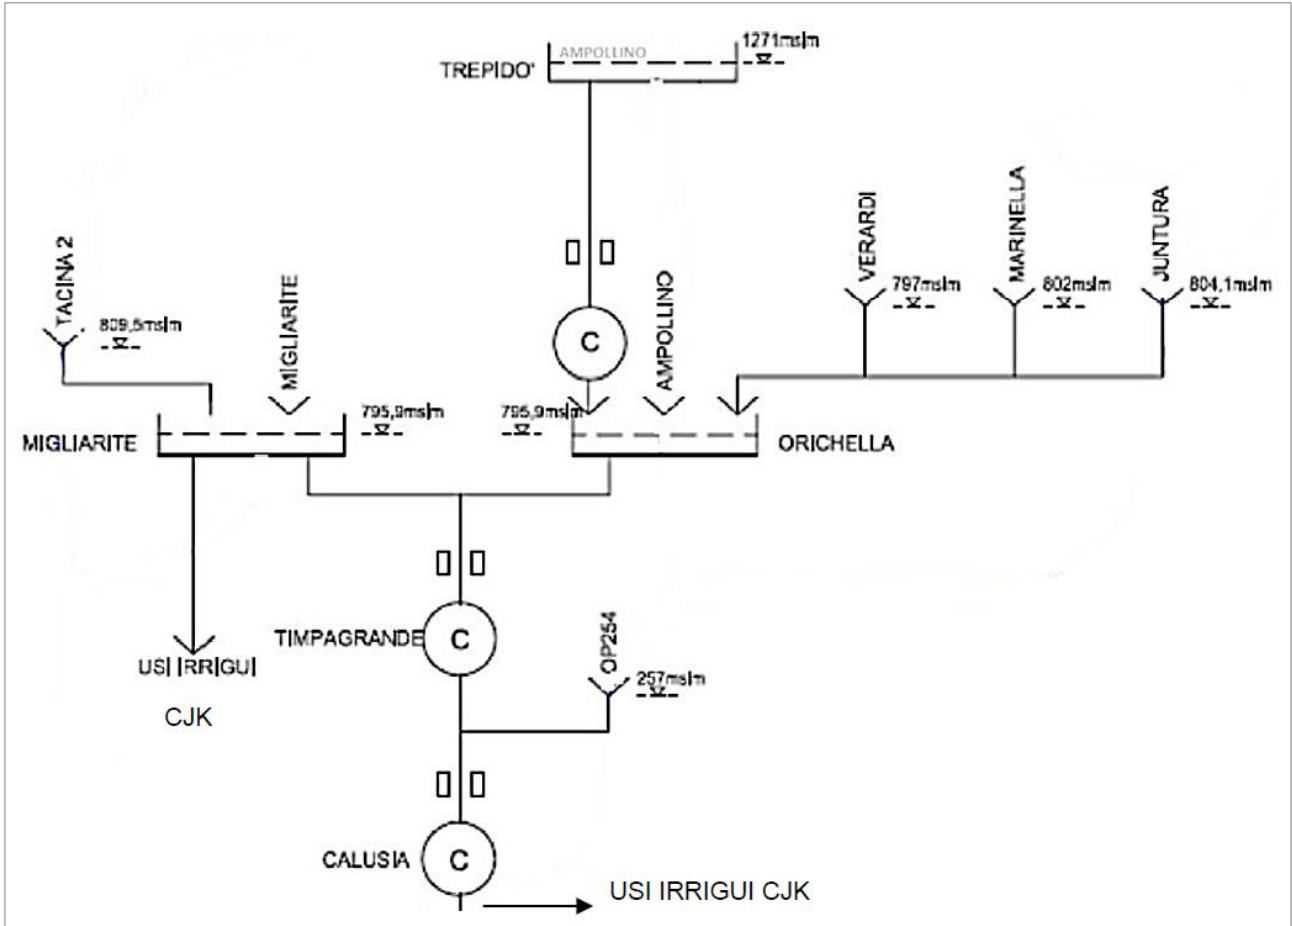 AMPOLLINO
1271mslm
TREPIDO'
VERARDI
MARINELLA
JUNTURA
797mslm
802mslm
804,1mslm
TACINA 2
809,5mslm
MIGLIARITE
C
AMPOLLINO
795,9mslm
795,9mslm
MIGLIARITE
ORICHELLA
TIMPAGRANDE
C
OP254
257mslm
USI IRRIGUI
CJK
CALUSIA
C
USI IRRIGUI CJK